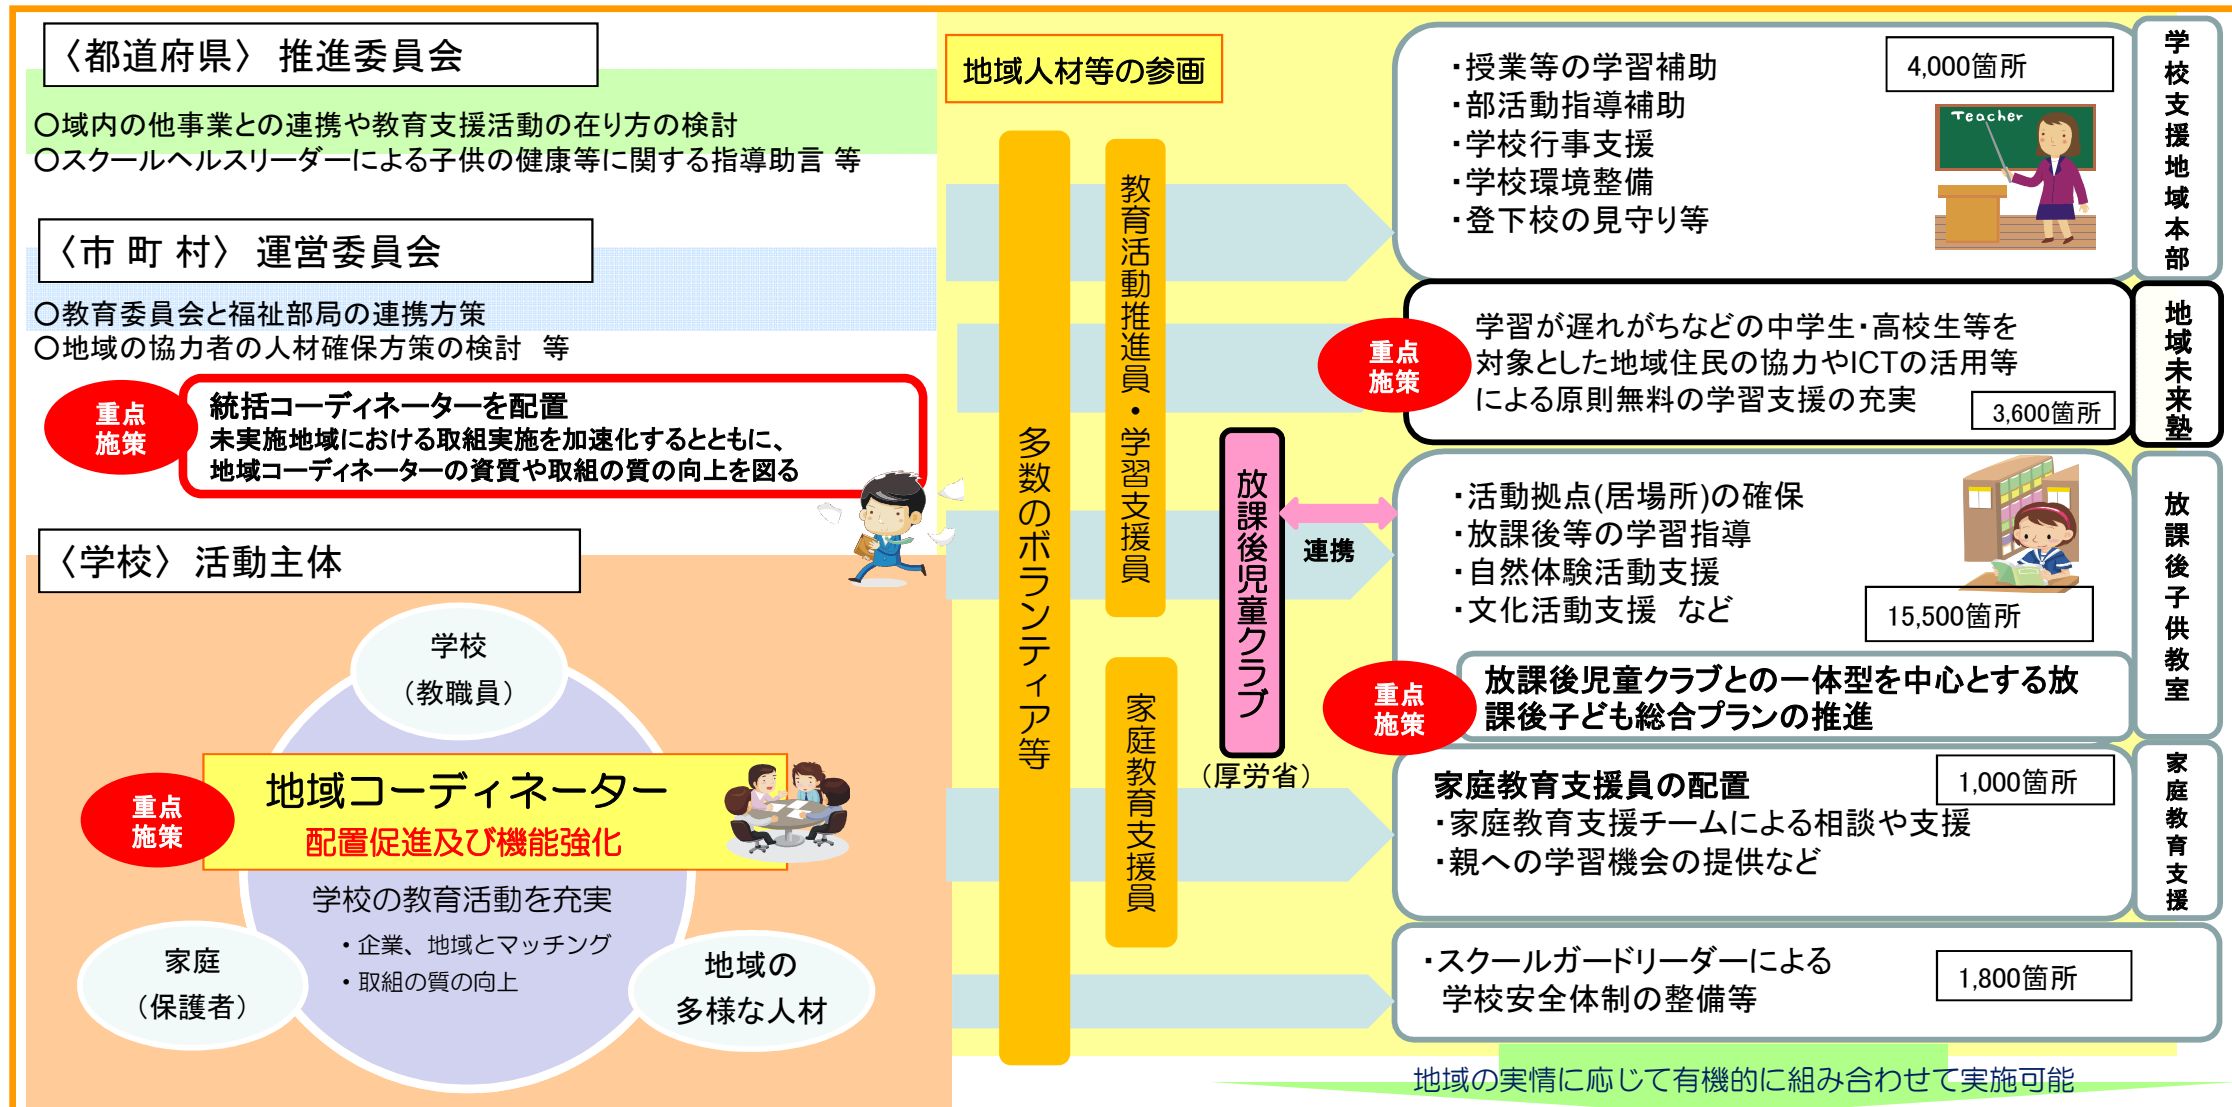 〈都道府県〉 推進委員会
〇域内の他事業との連携や教育支援活動の在り方の検討
〇スクールヘルスリーダーによる子供の健康等に関する指導助言 等
〈市 町 村〉 運営委員会
〇教育委員会と福祉部局の連携方策
〇地域の協力者の人材確保方策の検討 等
重点
施策
統括コーディネーターを配置
未実施地域における取組実施を加速化するとともに、
地域コーディネーターの資質や取組の質の向上を図る
〈学校〉 活動主体
学校
（教職員）
重点
施策
地域コーディネーター
配置促進及び機能強化
学校の教育活動を充実
・企業、地域とマッチング
・取組の質の向上
家庭
（保護者）
地域の
多様な人材
地域人材等の参画
多数のボランティア等
教育活動推進員・学習支援員
家庭教育支援員
放課後児童クラブ
（厚労省）
連携
・授業等の学習補助
・部活動指導補助
・学校行事支援
・学校環境整備
・登下校の見守り等
4,000箇所
Teacher
学校支援地域本部
重点
施策
学習が遅れがちなどの中学生・高校生等を
対象とした地域住民の協力やICTの活用等
による原則無料の学習支援の充実
3,600箇所
地域未来塾
・活動拠点(居場所)の確保
・放課後等の学習指導
・自然体験活動支援
・文化活動支援 など
15,500箇所
放課後子供教室
重点
施策
放課後児童クラブとの一体型を中心とする放
課後子ども総合プランの推進
家庭教育支援員の配置
・家庭教育支援チームによる相談や支援
・親への学習機会の提供など
1,000箇所
家庭教育支援
・スクールガードリーダーによる
学校安全体制の整備等
1,800箇所
地域の実情に応じて有機的に組み合わせて実施可能